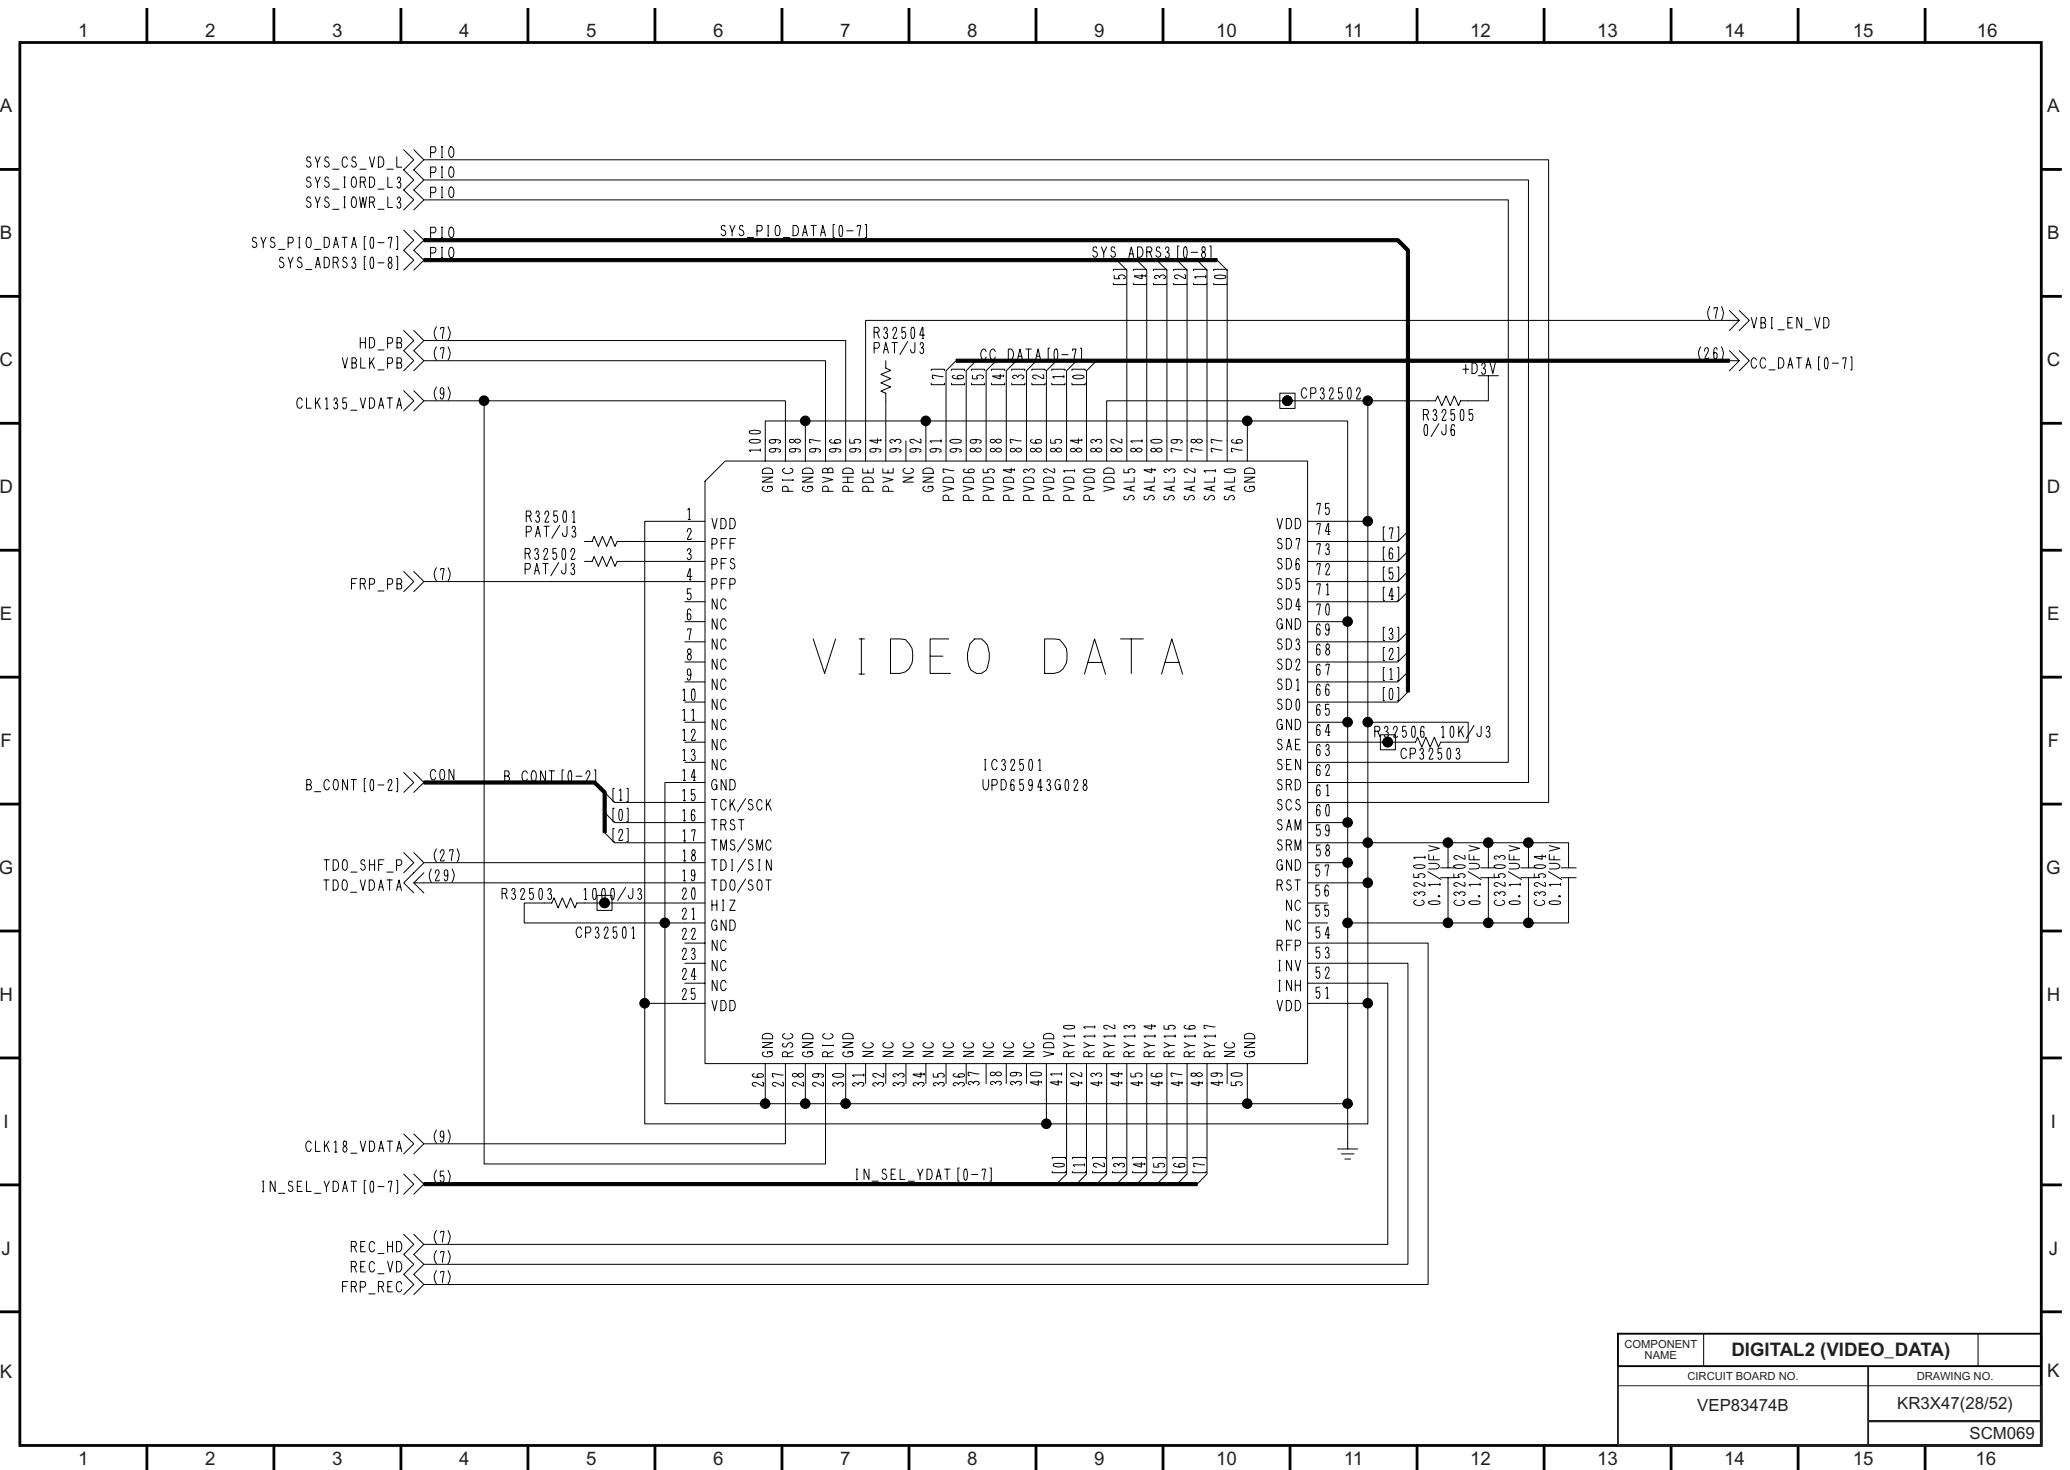 1 2 3 4 5 6 7 8 9 10 11 12 13 14 15 16
A A
SYS_CS_VD_L PIO
SYS_IORD_L3 PIO
SYS_IOWR_L3 PIO
B B
SYS_PIO_DATA[0-7] PIO SYS_PIO_DATA[0-7]
SYS_ADRS3[0-8] PIO SYS_ADRS3[0-8]
[5] [4] [3] [2] [1] [0]
(7) VBI_EN_VD
HD_PB (7)
R32504
PAT/J3
VBLK_PB (7)
C C
CC_DATA[0-7] (26) CC_DATA[0-7]
[7] [6] [5] [4] [3] [2] [1] [0]
+D3V
CLK135_VDATA (9)
CP32502
R32505
0/J6
100 99 98 97 96 95 94 93 92 91 90 89 88 87 86 85 84 83 82 81 80 79 78 77 76
GND PIC GND PVB PHD PDE PVE NC GND PVD7 PVD6 PVD5 PVD4 PVD3 PVD2 PVD1 PVD0 VDD SAL5 SAL4 SAL3 SAL2 SAL1 SAL0 GND
D D
R32501
PAT/J3
R32502
PAT/J3
FRP_PB (7)
1 VDD
2 PFF
3 PFS
4 PFP
5 NC
6 NC
7 NC
8 NC
9 NC
10 NC
11 NC
12 NC
13 NC
14 GND
15 TCK/SCK
16 TRST
17 TMS/SMC
18 TDI/SIN
19 TDO/SOT
20 HIZ
21 GND
22 NC
23 NC
24 NC
25 VDD
E E
VIDEO DATA
IC32501
UPD65943G028
VDD 75
SD7 74 [7]
SD6 73 [6]
SD5 72 [5]
SD4 71 [4]
GND 70
SD3 69 [3]
SD2 68 [2]
SD1 67 [1]
SD0 66 [0]
GND 65
SAE 64
SEN 63
SRD 62
SCS 61
SAM 60
SRM 59
GND 58
RST 57
NC 56
NC 55
RFP 54
INV 53
INH 52
VDD 51
F F
R32506 10K/J3
CP32503
B_CONT[0-2] CON B_CONT[0-2]
[1]
[0]
[2]
G G
TDO_SHF_P (27)
TDO_VDATA (29)
R32503 1000/J3
CP32501
C32501
0.1/UFV
C32502
0.1/UFV
C32503
0.1/UFV
C32504
0.1/UFV
H H
GND RSC GND RIC GND NC NC NC NC NC NC NC NC NC VDD RY10 RY11 RY12 RY13 RY14 RY15 RY16 RY17 NC GND
26 27 28 29 30 31 32 33 34 35 36 37 38 39 40 41 42 43 44 45 46 47 48 49 50
I I
CLK18_VDATA (9)
[0] [1] [2] [3] [4] [5] [6] [7]
IN_SEL_YDAT[0-7] (5) IN_SEL_YDAT[0-7]
J J
REC_HD (7)
REC_VD (7)
FRP_REC (7)
K K
COMPONENT NAME DIGITAL2 (VIDEO_DATA)
CIRCUIT BOARD NO. DRAWING NO.
VEP83474B KR3X47(28/52)
SCM069
1 2 3 4 5 6 7 8 9 10 11 12 13 14 15 16